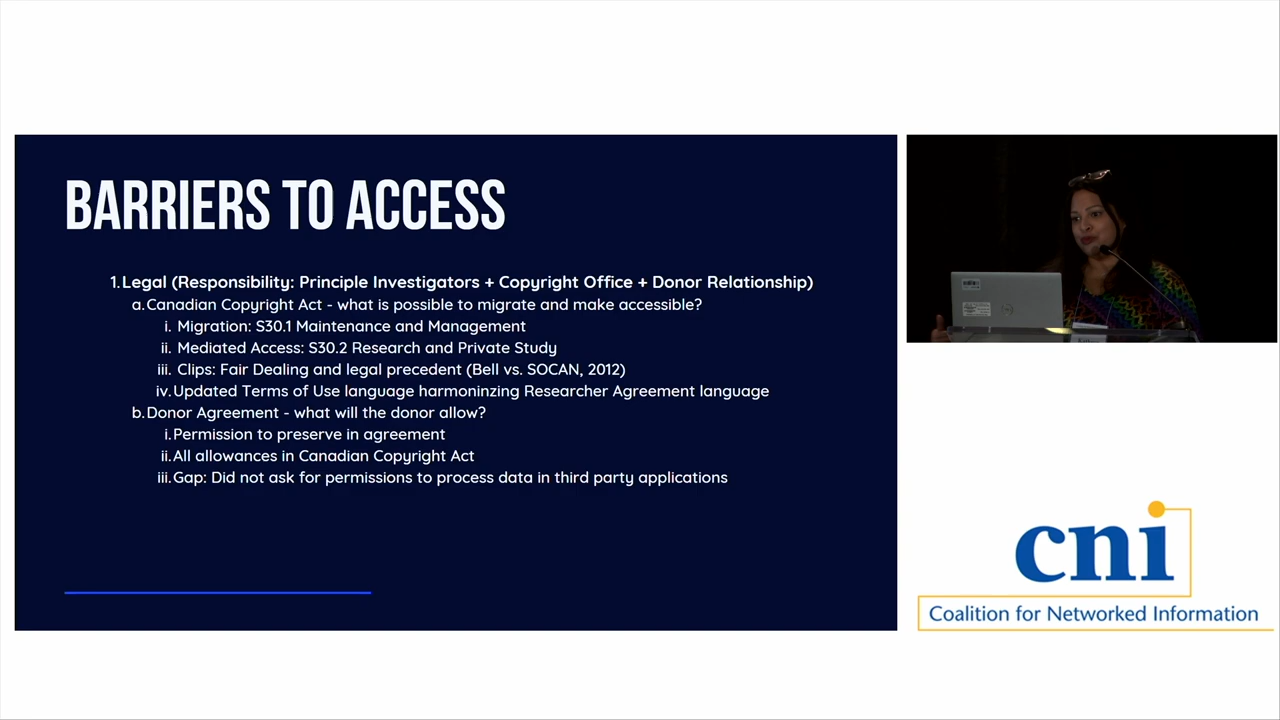 BARRIERS TO ACCESS
1. Legal (Responsibility: Principle Investigators + Copyright Office + Donor Relationship)
a. Canadian Copyright Act - what is possible to migrate and make accessible?
i. Migration: S30.1 Maintenance and Management
ii. Mediated Access: S30.2 Research and Private Study
iii. Clips: Fair Dealing and legal precedent (Bell vs. SOCAN, 2012)
iv. Updated Terms of Use language harmoninzing Researcher Agreement language
b. Donor Agreement - what will the donor allow?
i. Permission to preserve in agreement
ii. All allowances in Canadian Copyright Act
iii. Gap: Did not ask for permissions to process data in third party applications
cni
Coalition for Networked Information